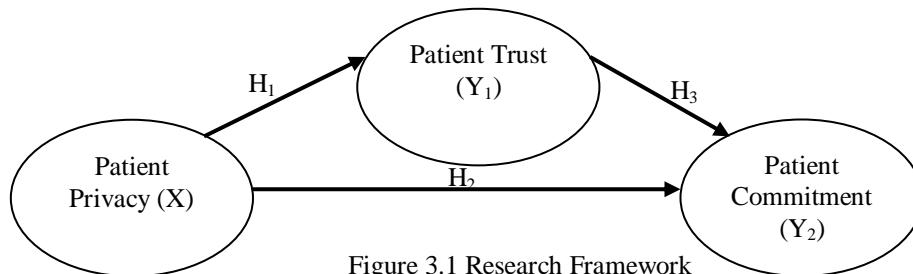 Patient Trust
(Y₁)
H₁
H₃
Patient
Privacy (X)
H₂
Patient
Commitment
(Y₂)
Figure 3.1 Research Framework